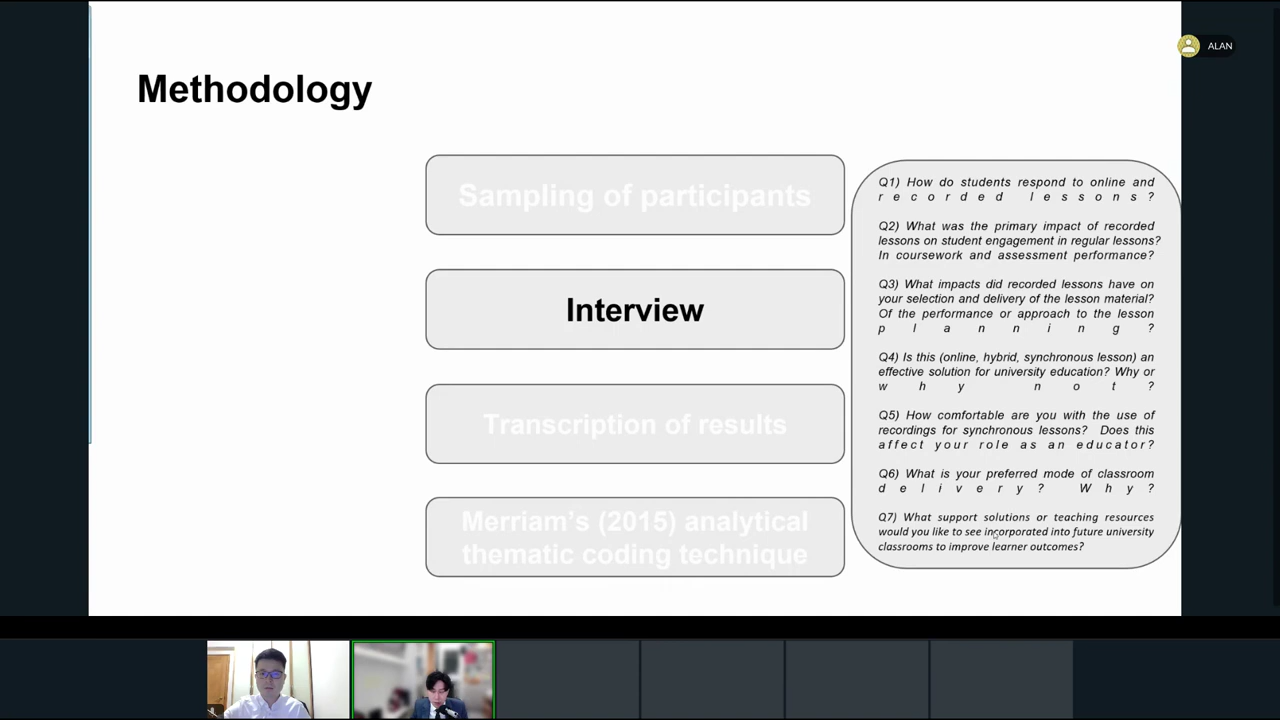 ALAN
Methodology
Sampling of participants
Interview
Transcription of results
Merriam's (2015) analytical
thematic coding technique
Q1) How do students respond to online and
recorded lessons?
Q2) What was the primary impact of recorded
lessons on student engagement in regular lessons?
In coursework and assessment performance?
Q3) What impacts did recorded lessons have on
your selection and delivery of the lesson material?
Of the performance or approach to the lesson
planning?
Q4) Is this (online, hybrid, synchronous lesson) an
effective solution for university education? Why or
why not?
Q5) How comfortable are you with the use of
recordings for synchronous lessons? Does this
affect your role as an educator?
Q6) What is your preferred mode of classroom
delivery? Why?
Q7) What support solutions or teaching resources
would you like to see incorporated into future university
classrooms to improve learner outcomes?